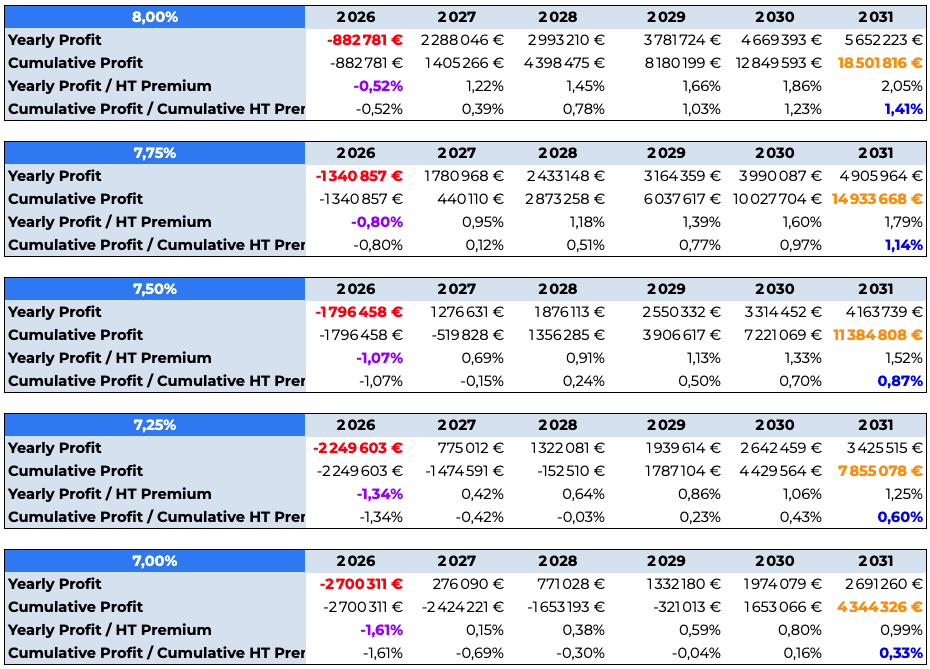 8,00% 2026 2027 2028 2029 2030 2031
Yearly Profit -882 781 € 2 288 046 € 2 993 210 € 3 781 724 € 4 669 393 € 5 652 223 €
Cumulative Profit -882 781 € 1 405 266 € 4 398 475 € 8 180 199 € 12 849 593 € 18 501 816 €
Yearly Profit / HT Premium -0,52% 1,22% 1,45% 1,66% 1,86% 2,05%
Cumulative Profit / Cumulative HT Prer -0,52% 0,39% 0,78% 1,03% 1,23% 1,41%
7,75% 2026 2027 2028 2029 2030 2031
Yearly Profit -1 340 857 € 1 780 968 € 2 433 148 € 3 164 359 € 3 990 087 € 4 905 964 €
Cumulative Profit -1 340 857 € 440 110 € 2 873 258 € 6 037 617 € 10 027 704 € 14 933 668 €
Yearly Profit / HT Premium -0,80% 0,95% 1,18% 1,39% 1,60% 1,79%
Cumulative Profit / Cumulative HT Prer -0,80% 0,12% 0,51% 0,77% 0,97% 1,14%
7,50% 2026 2027 2028 2029 2030 2031
Yearly Profit -1 796 458 € 1 276 631 € 1 876 113 € 2 550 332 € 3 314 452 € 4 163 739 €
Cumulative Profit -1 796 458 € -519 828 € 1 356 285 € 3 906 617 € 7 221 069 € 11 384 808 €
Yearly Profit / HT Premium -1,07% 0,69% 0,91% 1,13% 1,33% 1,52%
Cumulative Profit / Cumulative HT Prer -1,07% -0,15% 0,24% 0,50% 0,70% 0,87%
7,25% 2026 2027 2028 2029 2030 2031
Yearly Profit -2 249 603 € 775 012 € 1 322 081 € 1 939 614 € 2 642 459 € 3 425 515 €
Cumulative Profit -2 249 603 € -1 474 591 € -152 510 € 1 787 104 € 4 429 564 € 7 855 078 €
Yearly Profit / HT Premium -1,34% 0,42% 0,64% 0,86% 1,06% 1,25%
Cumulative Profit / Cumulative HT Prer -1,34% -0,42% -0,03% 0,23% 0,43% 0,60%
7,00% 2026 2027 2028 2029 2030 2031
Yearly Profit -2 700 311 € 276 090 € 771 028 € 1 332 180 € 1 974 079 € 2 691 260 €
Cumulative Profit -2 700 311 € -2 424 221 € -1 653 193 € -321 013 € 1 653 066 € 4 344 326 €
Yearly Profit / HT Premium -1,61% 0,15% 0,38% 0,59% 0,80% 0,99%
Cumulative Profit / Cumulative HT Prer -1,61% -0,69% -0,30% -0,04% 0,16% 0,33%